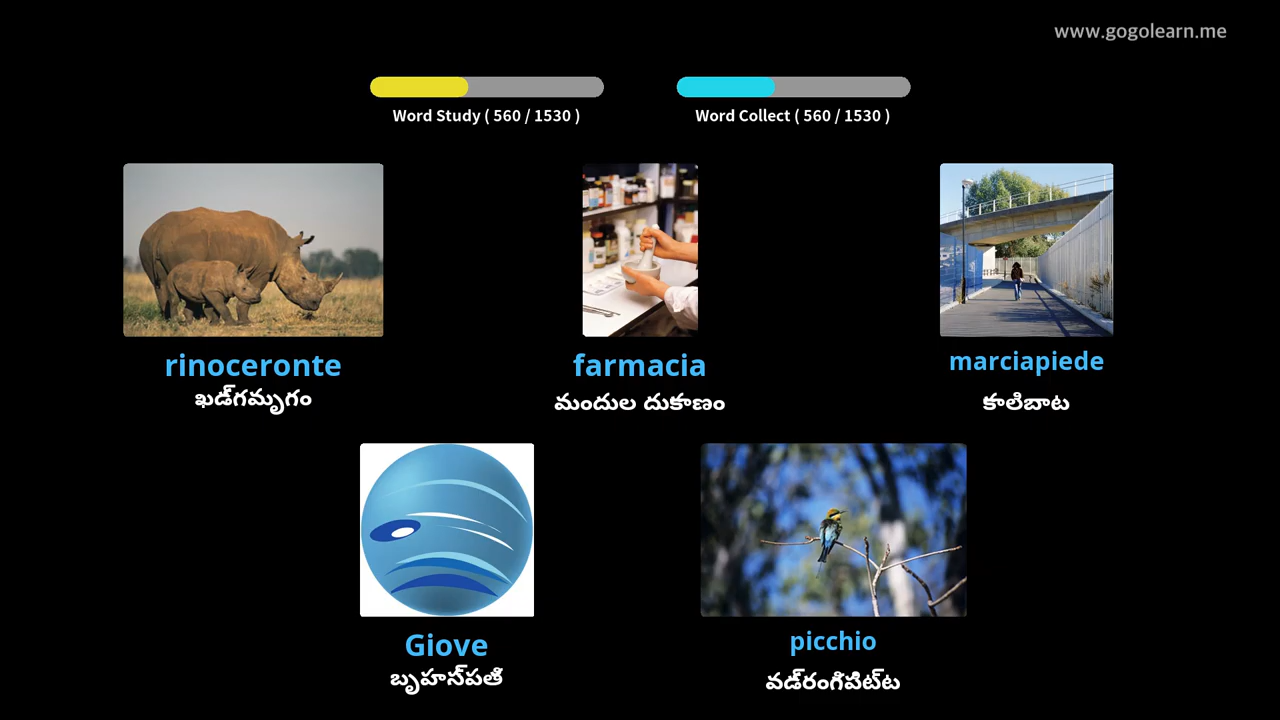 www.gogolearn.me
Word Study ( 560 / 1530 )
Word Collect ( 560 / 1530 )
rinoceronte
ఖడ్‌గమృగం
farmacia
మందుల దుకాణం
marciapiede
కాలిబాట
Giove
బృహస్‌పతి
picchio
వడ్‌రంగిపిట్‌ట